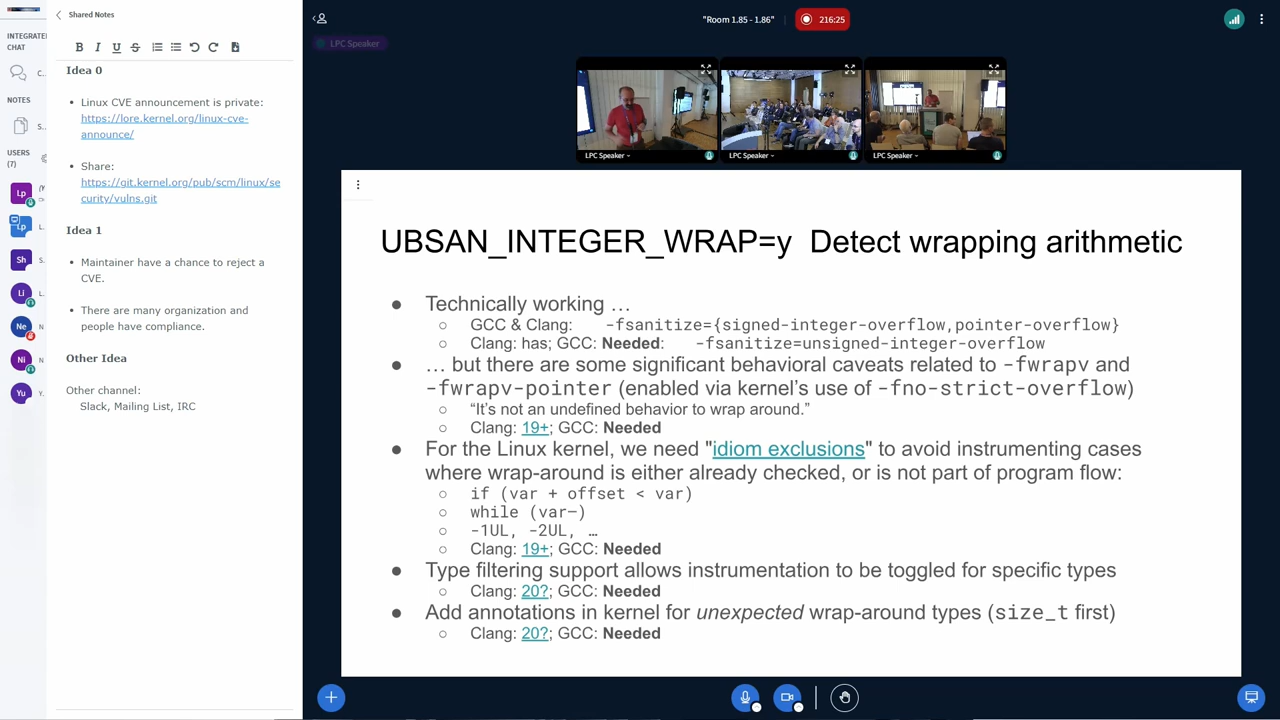 INTEGRATE
CHAT
C...
NOTES
S...
USERS
(7)
Lp
Lp
L...
Sh
S...
Li
L...
Ne
N
Ni
N
Yu
Y...
Shared Notes
B I U S
Idea 0
• Linux CVE announcement is private:
https://lore.kernel.org/linux-cve-
announce/
• Share:
https://git.kernel.org/pub/scm/linux/se
curity/vulns.git
Idea 1
• Maintainer have a chance to reject a
CVE.
• There are many organization and
people have compliance.
Other Idea
Other channel:
Slack, Mailing List, IRC
"Room 1.85 - 1.86"
216:25
LPC Speaker
LPC Speaker
LPC Speaker
LPC Speaker
UBSAN_INTEGER_WRAP=y Detect wrapping arithmetic
● Technically working …
○ GCC & Clang: -fsanitize={signed-integer-overflow,pointer-overflow}
○ Clang: has; GCC: Needed: -fsanitize=unsigned-integer-overflow
● … but there are some significant behavioral caveats related to -fwrapv and
-fwrapv-pointer (enabled via kernel’s use of -fno-strict-overflow)
○ “It’s not an undefined behavior to wrap around.”
○ Clang: 19+; GCC: Needed
● For the Linux kernel, we need "idiom exclusions" to avoid instrumenting cases
where wrap-around is either already checked, or is not part of program flow:
○ if (var + offset < var)
○ while (var—)
○ -1UL, -2UL, …
○ Clang: 19+; GCC: Needed
● Type filtering support allows instrumentation to be toggled for specific types
○ Clang: 20?; GCC: Needed
● Add annotations in kernel for unexpected wrap-around types (size_t first)
○ Clang: 20?; GCC: Needed